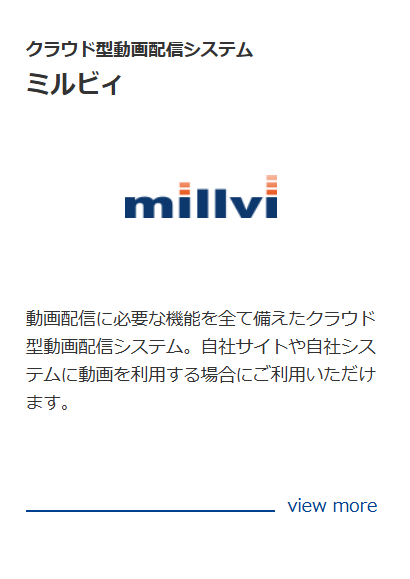 クラウド型動画配信システム
ミルビィ
millvi
動画配信に必要な機能を全て備えたクラウド
型動画配信システム。自社サイトや自社シス
テムに動画を利用する場合にご利用いただけ
ます。
view more